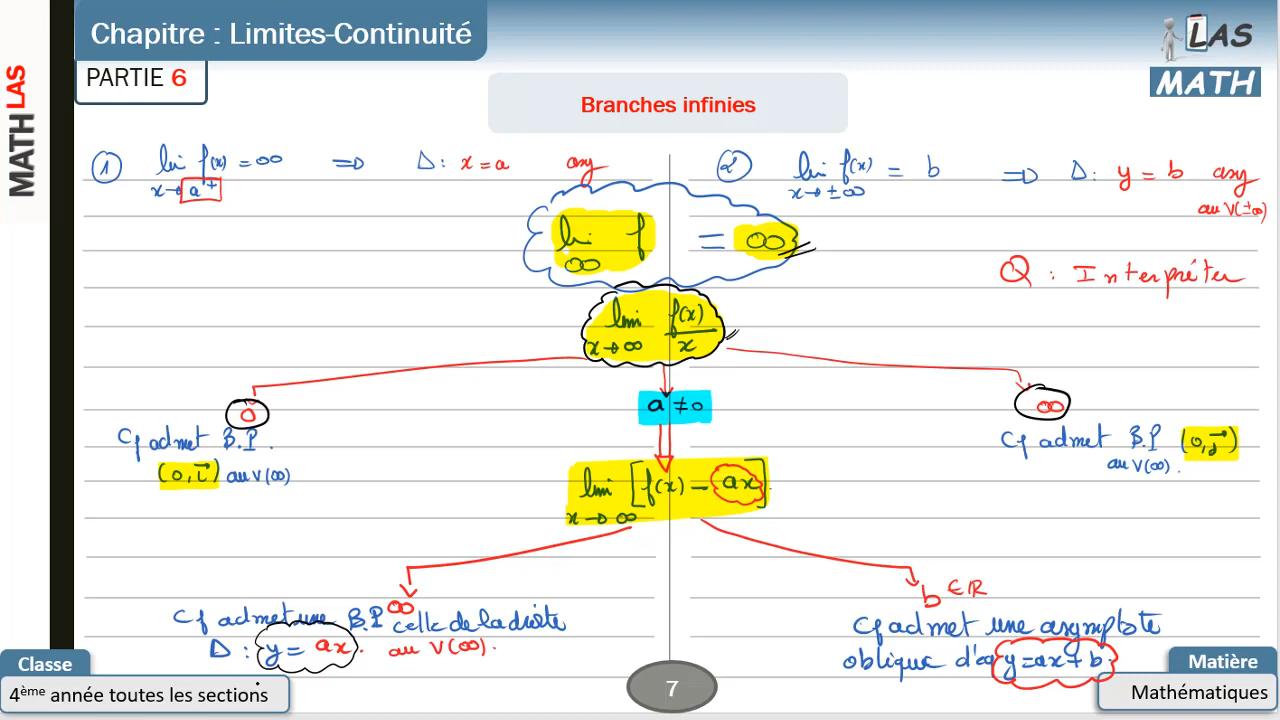 Chapitre : Limites-Continuité
LAS
MATH
PARTIE 6
MATH LAS
Branches infinies
① lim f(x) = ∞ ⟹ Δ: x = a asy
x→a⁺
② lim f(x) = b ⟹ Δ: y = b asy
x→±∞ au V(±∞)
lim f = ∞
∞
Q : Interpréter
lim f(x)/x
x→∞
0
a ≠ 0
∞
Cf admet B.P.
(O,i⃗) au V(∞)
Cf admet B.P (O,j⃗)
au V(∞).
lim [f(x) - ax]
x→∞
∞
b ∈ ℝ
Cf admet une B.P celle de la droite
Δ : y = ax. au V(∞).
Cf admet une asymptote
oblique d'eq y=ax+b.
Classe
4ème année toutes les sections
7
Matière
Mathématiques